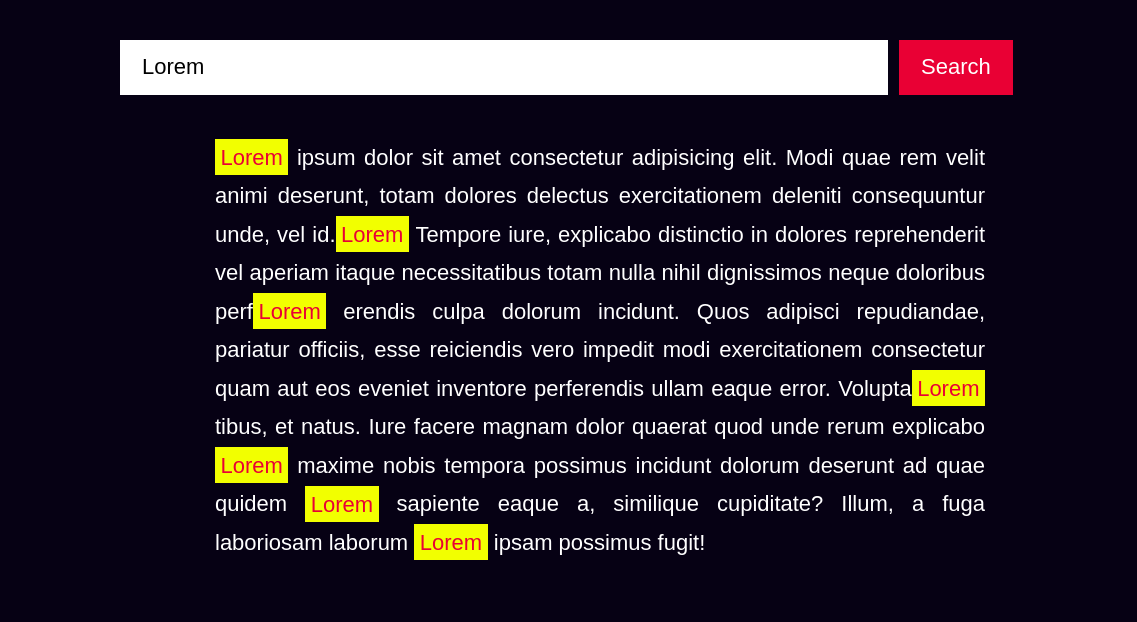 Lorem
Search
Lorem ipsum dolor sit amet consectetur adipisicing elit. Modi quae rem velit
animi deserunt, totam dolores delectus exercitationem deleniti consequuntur
unde, vel id.Lorem Tempore iure, explicabo distinctio in dolores reprehenderit
vel aperiam itaque necessitatibus totam nulla nihil dignissimos neque doloribus
perfLorem erendis culpa dolorum incidunt. Quos adipisci repudiandae,
pariatur officiis, esse reiciendis vero impedit modi exercitationem consectetur
quam aut eos eveniet inventore perferendis ullam eaque error. VoluptaLorem
tibus, et natus. Iure facere magnam dolor quaerat quod unde rerum explicabo
Lorem maxime nobis tempora possimus incidunt dolorum deserunt ad quae
quidem Lorem sapiente eaque a, similique cupiditate? Illum, a fuga
laboriosam laborum Lorem ipsam possimus fugit!